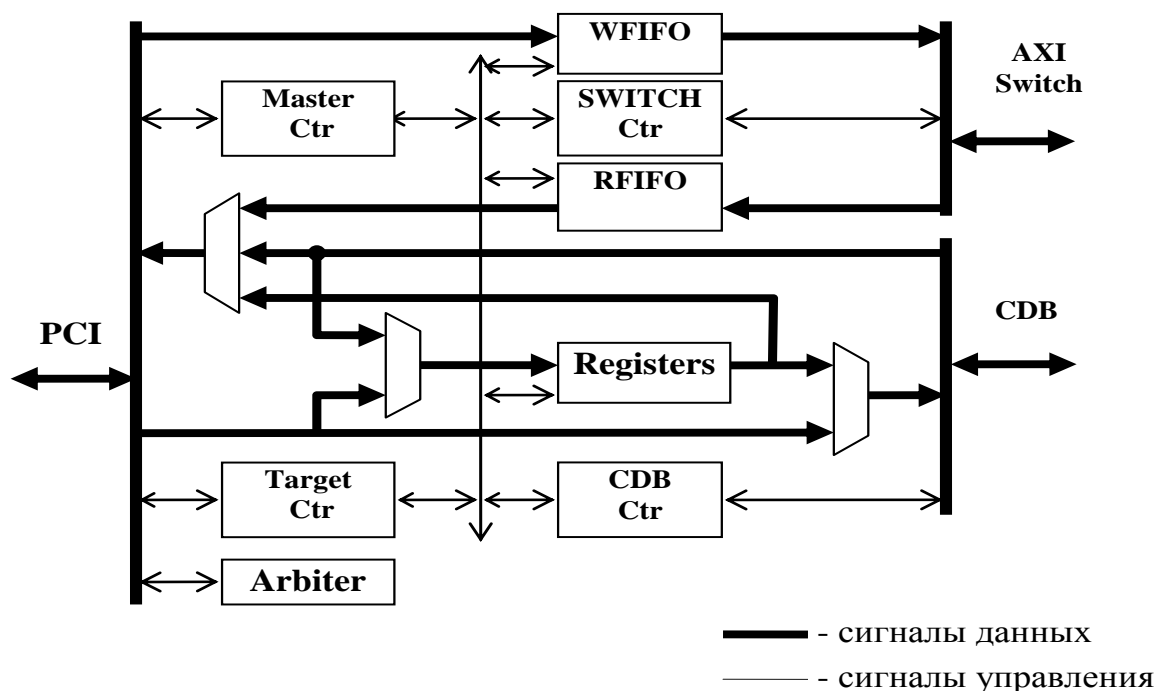 WFIFO
AXI
Switch
Master
Ctr
SWITCH
Ctr
RFIFO
PCI
CDB
Registers
Target
Ctr
CDB
Ctr
Arbiter
- сигналы данных
- сигналы управления